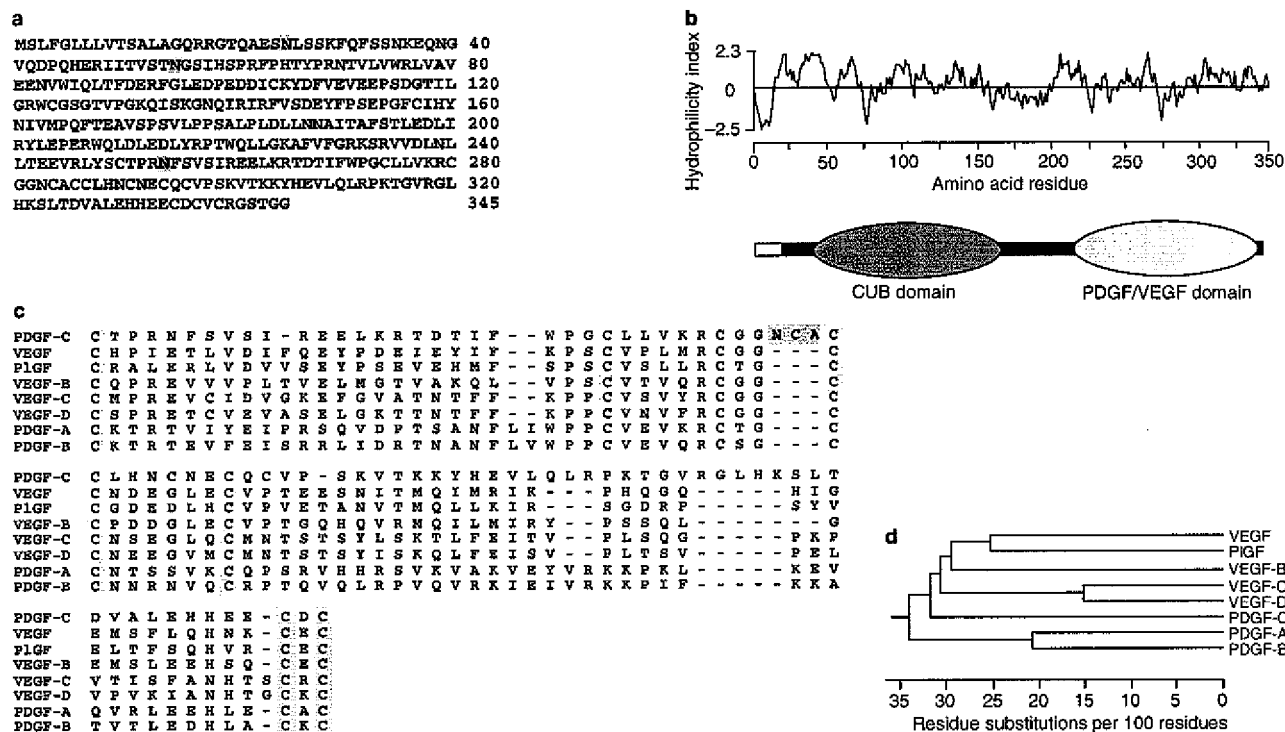 a
MSLFGLLLVTSALAGQRRGTQAESNLSSKFQFSSNKEQNG 40
VQDPQHERIITVSTNGSIHSPRFPHTYPRNTVLVWRLVAV 80
EENVWIQLTFDERFGLEDPEDDICKYDFVEVEEPSDGTIL 120
GRWCGSGTVPGKQISKGNQIRIRFVSDEYFPSEPGFCIHY 160
NIVMPQFTEAVSPSVLPPSALPLDLLNNAITAFSTLEDLI 200
RYLEPERWQLDLEDLYRPTWQLLGKAFVFGRKSRVVDLNL 240
LTEEVRLYSCTPRNFSVSIREELKRTDTIFWPGCLLVKRC 280
GGNCACCLHNCNECQCVPSKVTKKYHEVLQLRPKTGVRGL 320
HKSLTDVALEHHEECDCVCRGSTGG 345
b
Hydrophilicity index
2.3
0
-2.5
0 50 100 150 200 250 300 350
Amino acid residue
CUB domain PDGF/VEGF domain
c
PDGF-C C T P R N F S V S I - R E E L K R T D T I F - - W P G C L L V K R C G G N C A C
VEGF C H P I E T L V D I F Q E Y P D E I E Y I F - - K P S C V P L M R C G G - - - C
PlGF C R A L E R L V D V V S E Y P S E V E H M F - - S P S C V S L L R C T G - - - C
VEGF-B C Q P R E V V V P L T V E L M G T V A K Q L - - V P S C V T V Q R C G G - - - C
VEGF-C C M P R E V C I D V G K E F G V A T N T F F - - K P P C V S V Y R C G G - - - C
VEGF-D C S P R E T C V E V A S E L G K T T N T F F - - K P P C V N V F R C G G - - - C
PDGF-A C K T R T V I Y E I P R S Q V D P T S A N F L I W P P C V E V K R C T G - - - C
PDGF-B C K T R T E V F E I S R R L I D R T N A N F L V W P P C V E V Q R C S G - - - C
PDGF-C C L H N C N E C Q C V P - S K V T K K Y H E V L Q L R P K T G V R G L H K S L T
VEGF C N D E G L E C V P T E E S N I T M Q I M R I K - - - P H Q G Q - - - - - H I G
PlGF C G D E D L H C V P V E T A N V T M Q L L K I R - - - S G D R P - - - - - S Y V
VEGF-B C P D D G L E C V P T G Q H Q V R M Q I L M I R Y - - P S S Q L - - - - - - - G
VEGF-C C N S E G L Q C M N T S T S Y L S K T L F E I T V - - P L S Q G - - - - - P K P
VEGF-D C N E E G V M C M N T S T S Y I S K Q L F E I S V - - P L T S V - - - - - P E L
PDGF-A C N T S S V K C Q P S R V H H R S V K V A K V E Y V R K K P K L - - - - - K E V
PDGF-B C N N R N V Q C R P T Q V Q L R P V Q V R K I E I V R K K P I F - - - - - K K A
PDGF-C D V A L E H H E E - C D C
VEGF E M S F L Q H N K - C E C
PlGF E L T F S Q H V R - C E C
VEGF-B E M S L E E H S Q - C E C
VEGF-C V T I S F A N H T S C R C
VEGF-D V P V K I A N H T G C K C
PDGF-A Q V R L E E H L E - C A C
PDGF-B T V T L E D H L A - C K C
d
VEGF
PlGF
VEGF-B
VEGF-C
VEGF-D
PDGF-C
PDGF-A
PDGF-B
35 30 25 20 15 10 5 0
Residue substitutions per 100 residues